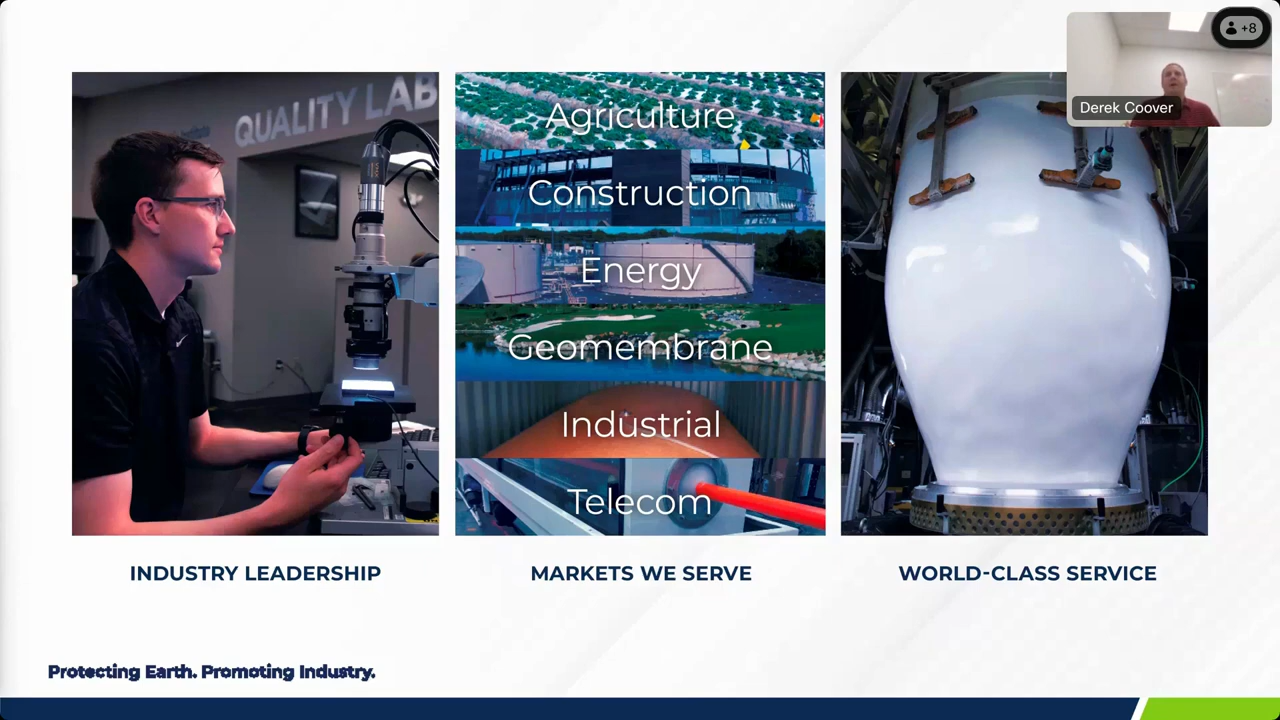 +8
Derek Coover
QUALITY LAB
Agriculture
Construction
Energy
Geomembrane
Industrial
Telecom
INDUSTRY LEADERSHIP
MARKETS WE SERVE
WORLD-CLASS SERVICE
Protecting Earth. Promoting Industry.